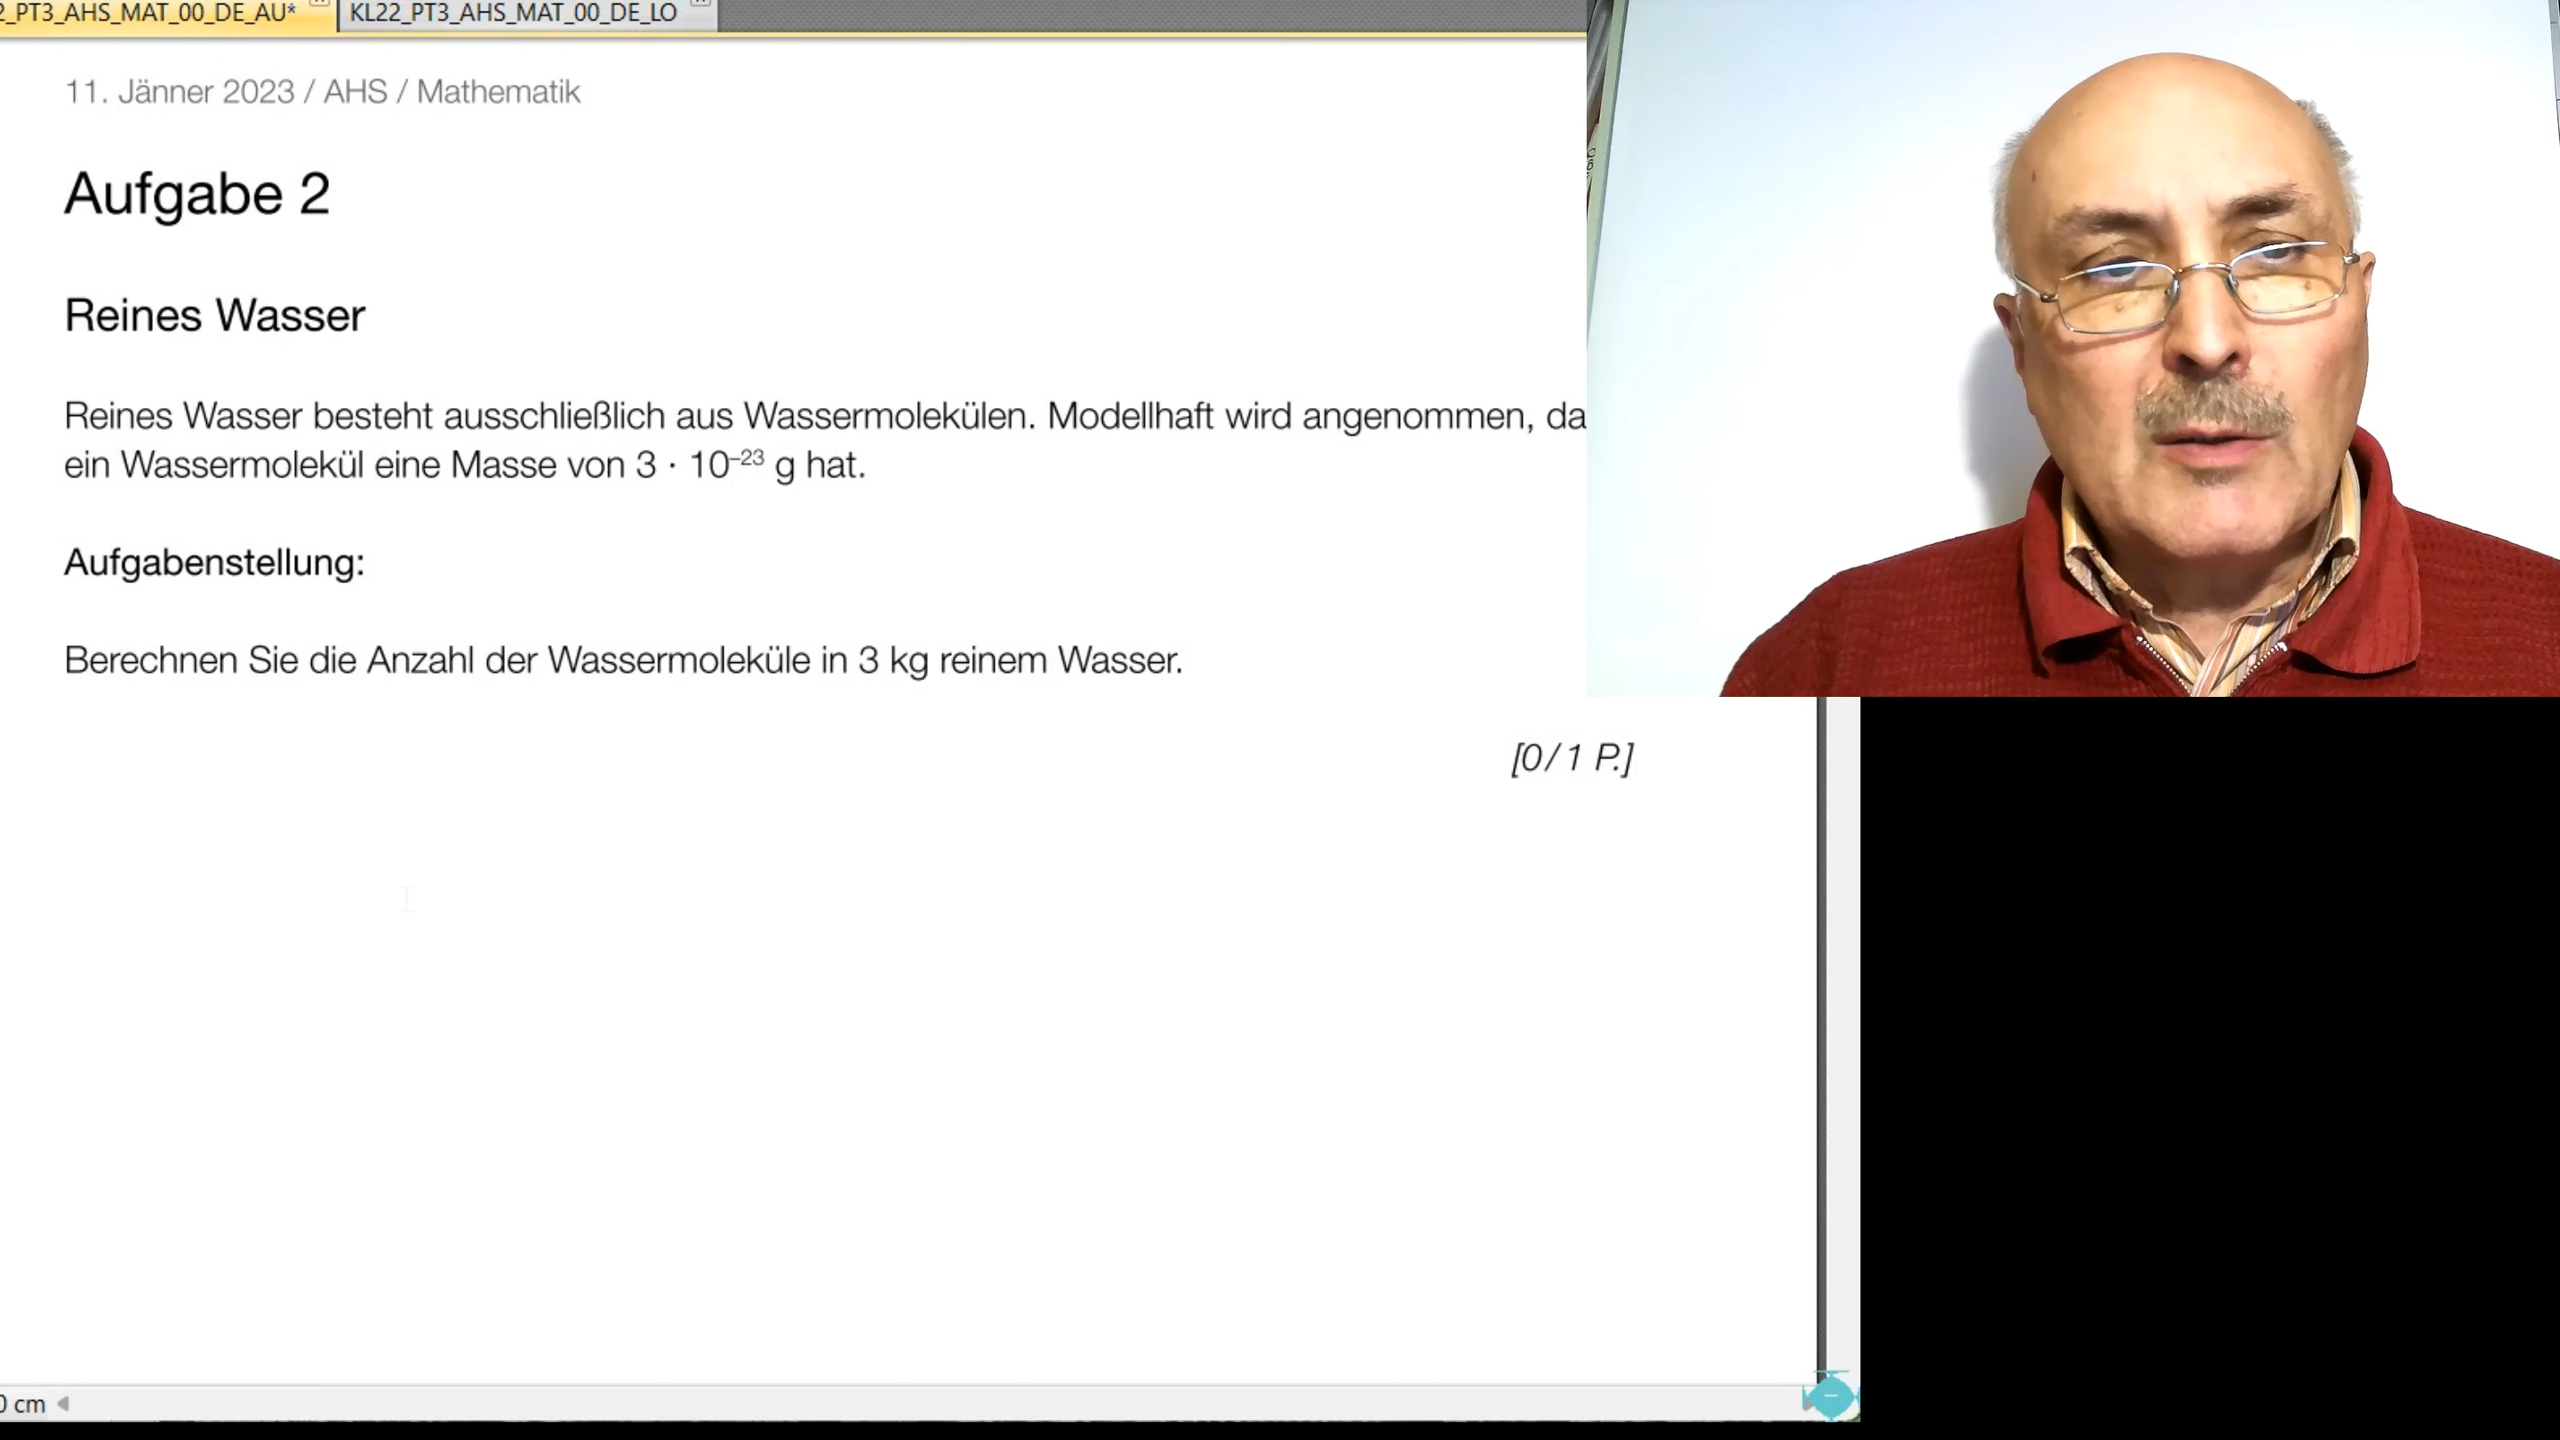 2_PT3_AHS_MAT_00_DE_AU* KL22_PT3_AHS_MAT_00_DE_LO
11. Jänner 2023 / AHS / Mathematik
Aufgabe 2
Reines Wasser
Reines Wasser besteht ausschließlich aus Wassermolekülen. Modellhaft wird angenommen, da
ein Wassermolekül eine Masse von 3 · 10⁻²³ g hat.
Aufgabenstellung:
Berechnen Sie die Anzahl der Wassermoleküle in 3 kg reinem Wasser.
[0/1 P.]
0 cm